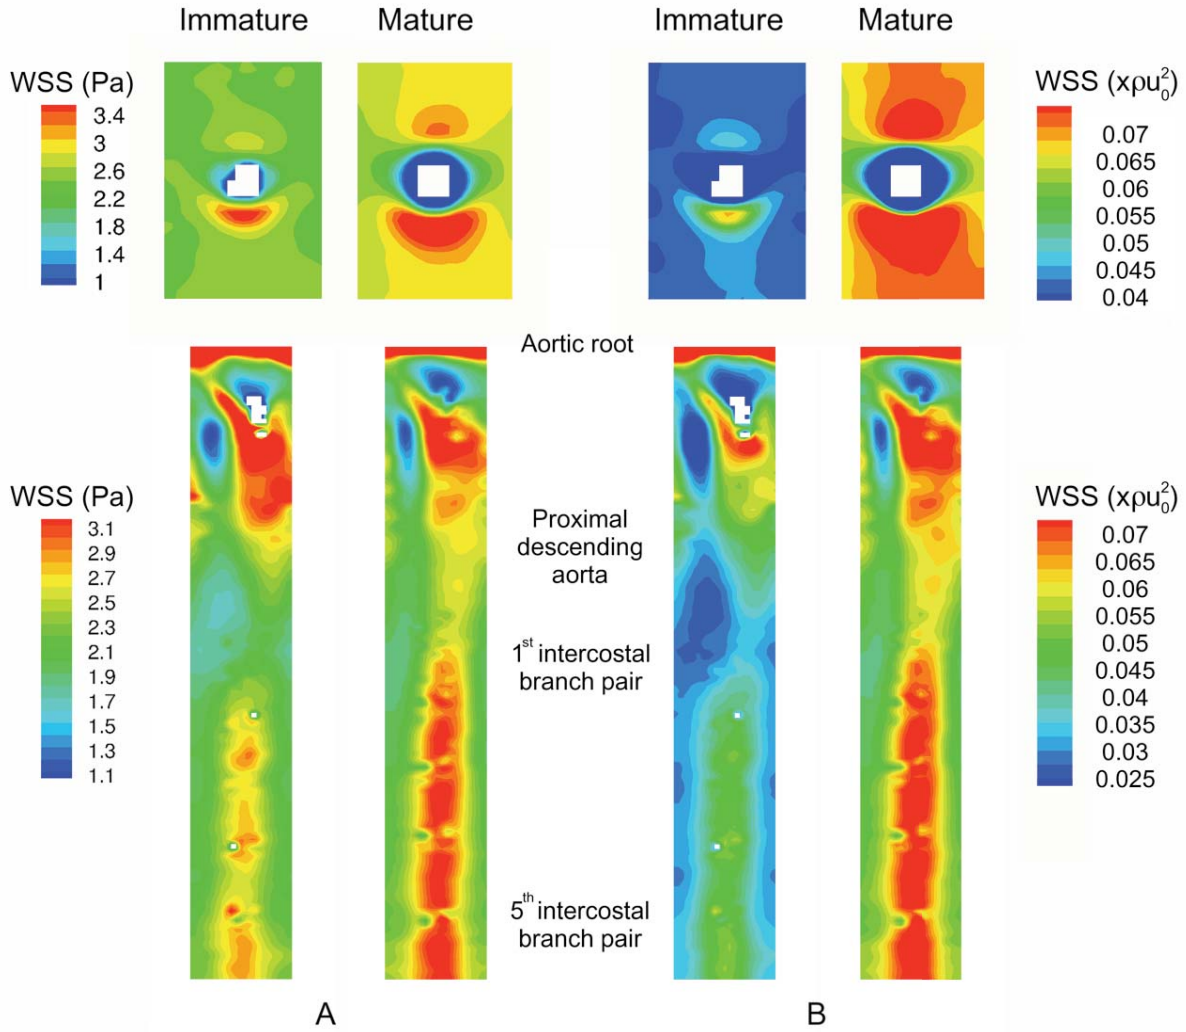 Immature
Mature
Immature
Mature
WSS (Pa)
3.4
3
2.6
2.2
1.8
1.4
1
WSS (xρu₀²)
0.07
0.065
0.06
0.055
0.05
0.045
0.04
Aortic root
WSS (Pa)
3.1
2.9
2.7
2.5
2.3
2.1
1.9
1.7
1.5
1.3
1.1
Proximal
descending
aorta
1st intercostal
branch pair
5th intercostal
branch pair
WSS (xρu₀²)
0.07
0.065
0.06
0.055
0.05
0.045
0.04
0.035
0.03
0.025
A
B